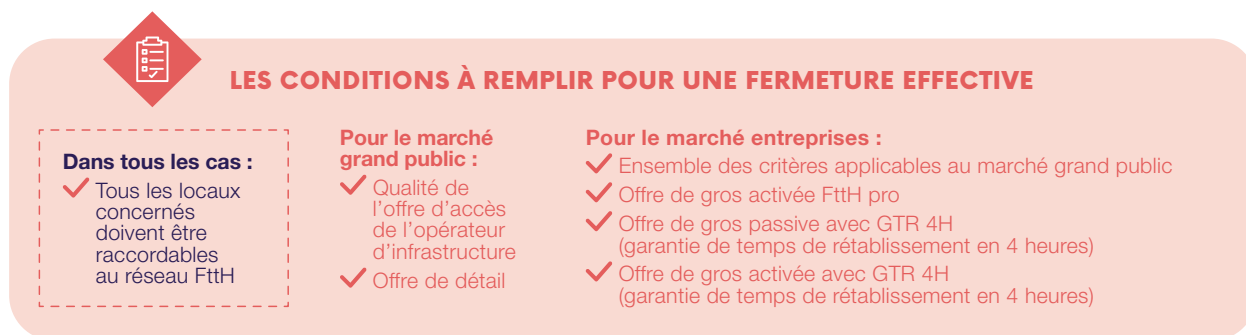 LES CONDITIONS À REMPLIR POUR UNE FERMETURE EFFECTIVE
Dans tous les cas :
Tous les locaux
concernés
doivent être
raccordables
au réseau FttH
Pour le marché
grand public :
Qualité de
l'offre d'accès
de l'opérateur
d'infrastructure
Offre de détail
Pour le marché entreprises :
Ensemble des critères applicables au marché grand public
Offre de gros activée FttH pro
Offre de gros passive avec GTR 4H
(garantie de temps de rétablissement en 4 heures)
Offre de gros activée avec GTR 4H
(garantie de temps de rétablissement en 4 heures)